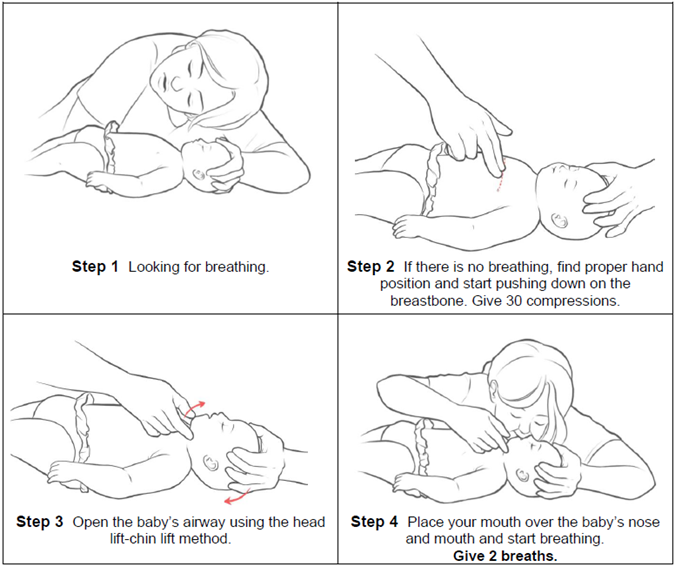 Step 1 Looking for breathing.
Step 2 If there is no breathing, find proper hand
position and start pushing down on the
breastbone. Give 30 compressions.
Step 3 Open the baby's airway using the head
lift-chin lift method.
Step 4 Place your mouth over the baby's nose
and mouth and start breathing.
Give 2 breaths.